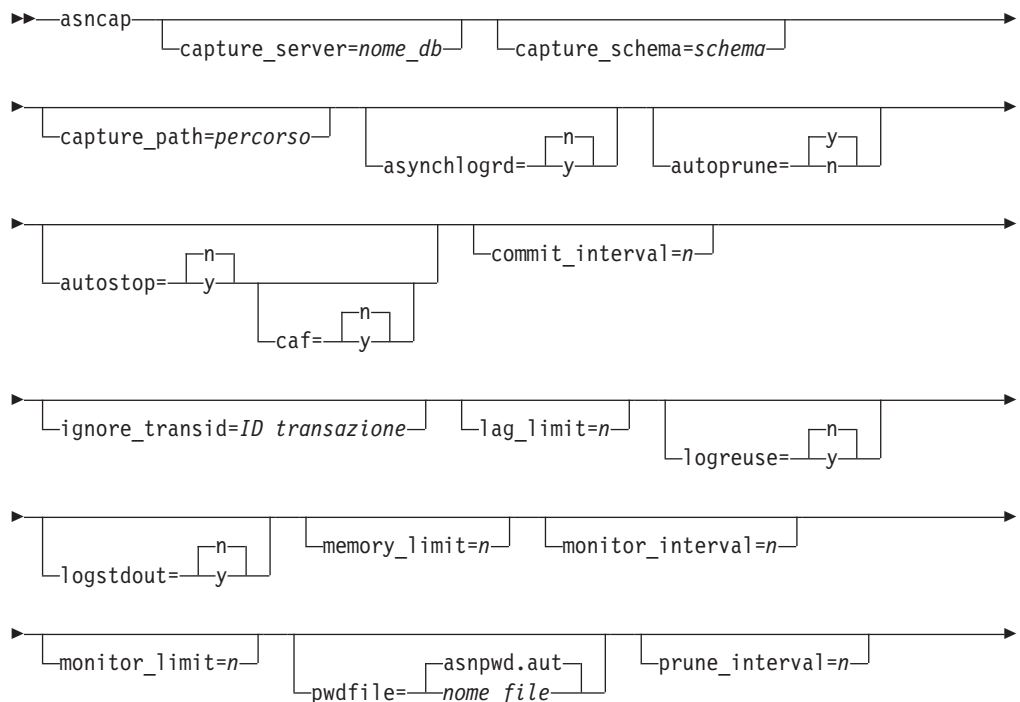 asncap
capture_server=nome_db
capture_schema=schema
capture_path=percorso
n
asynchlogrd=
y
y
autoprune=
n
n
autostop=
y
commit_interval=n
n
caf=
y
ignore_transid=ID transazione
lag_limit=n
n
logreuse=
y
n
logstdout=
y
memory_limit=n
monitor_interval=n
monitor_limit=n
asnpwd.aut
pwdfile=
nome file
prune_interval=n